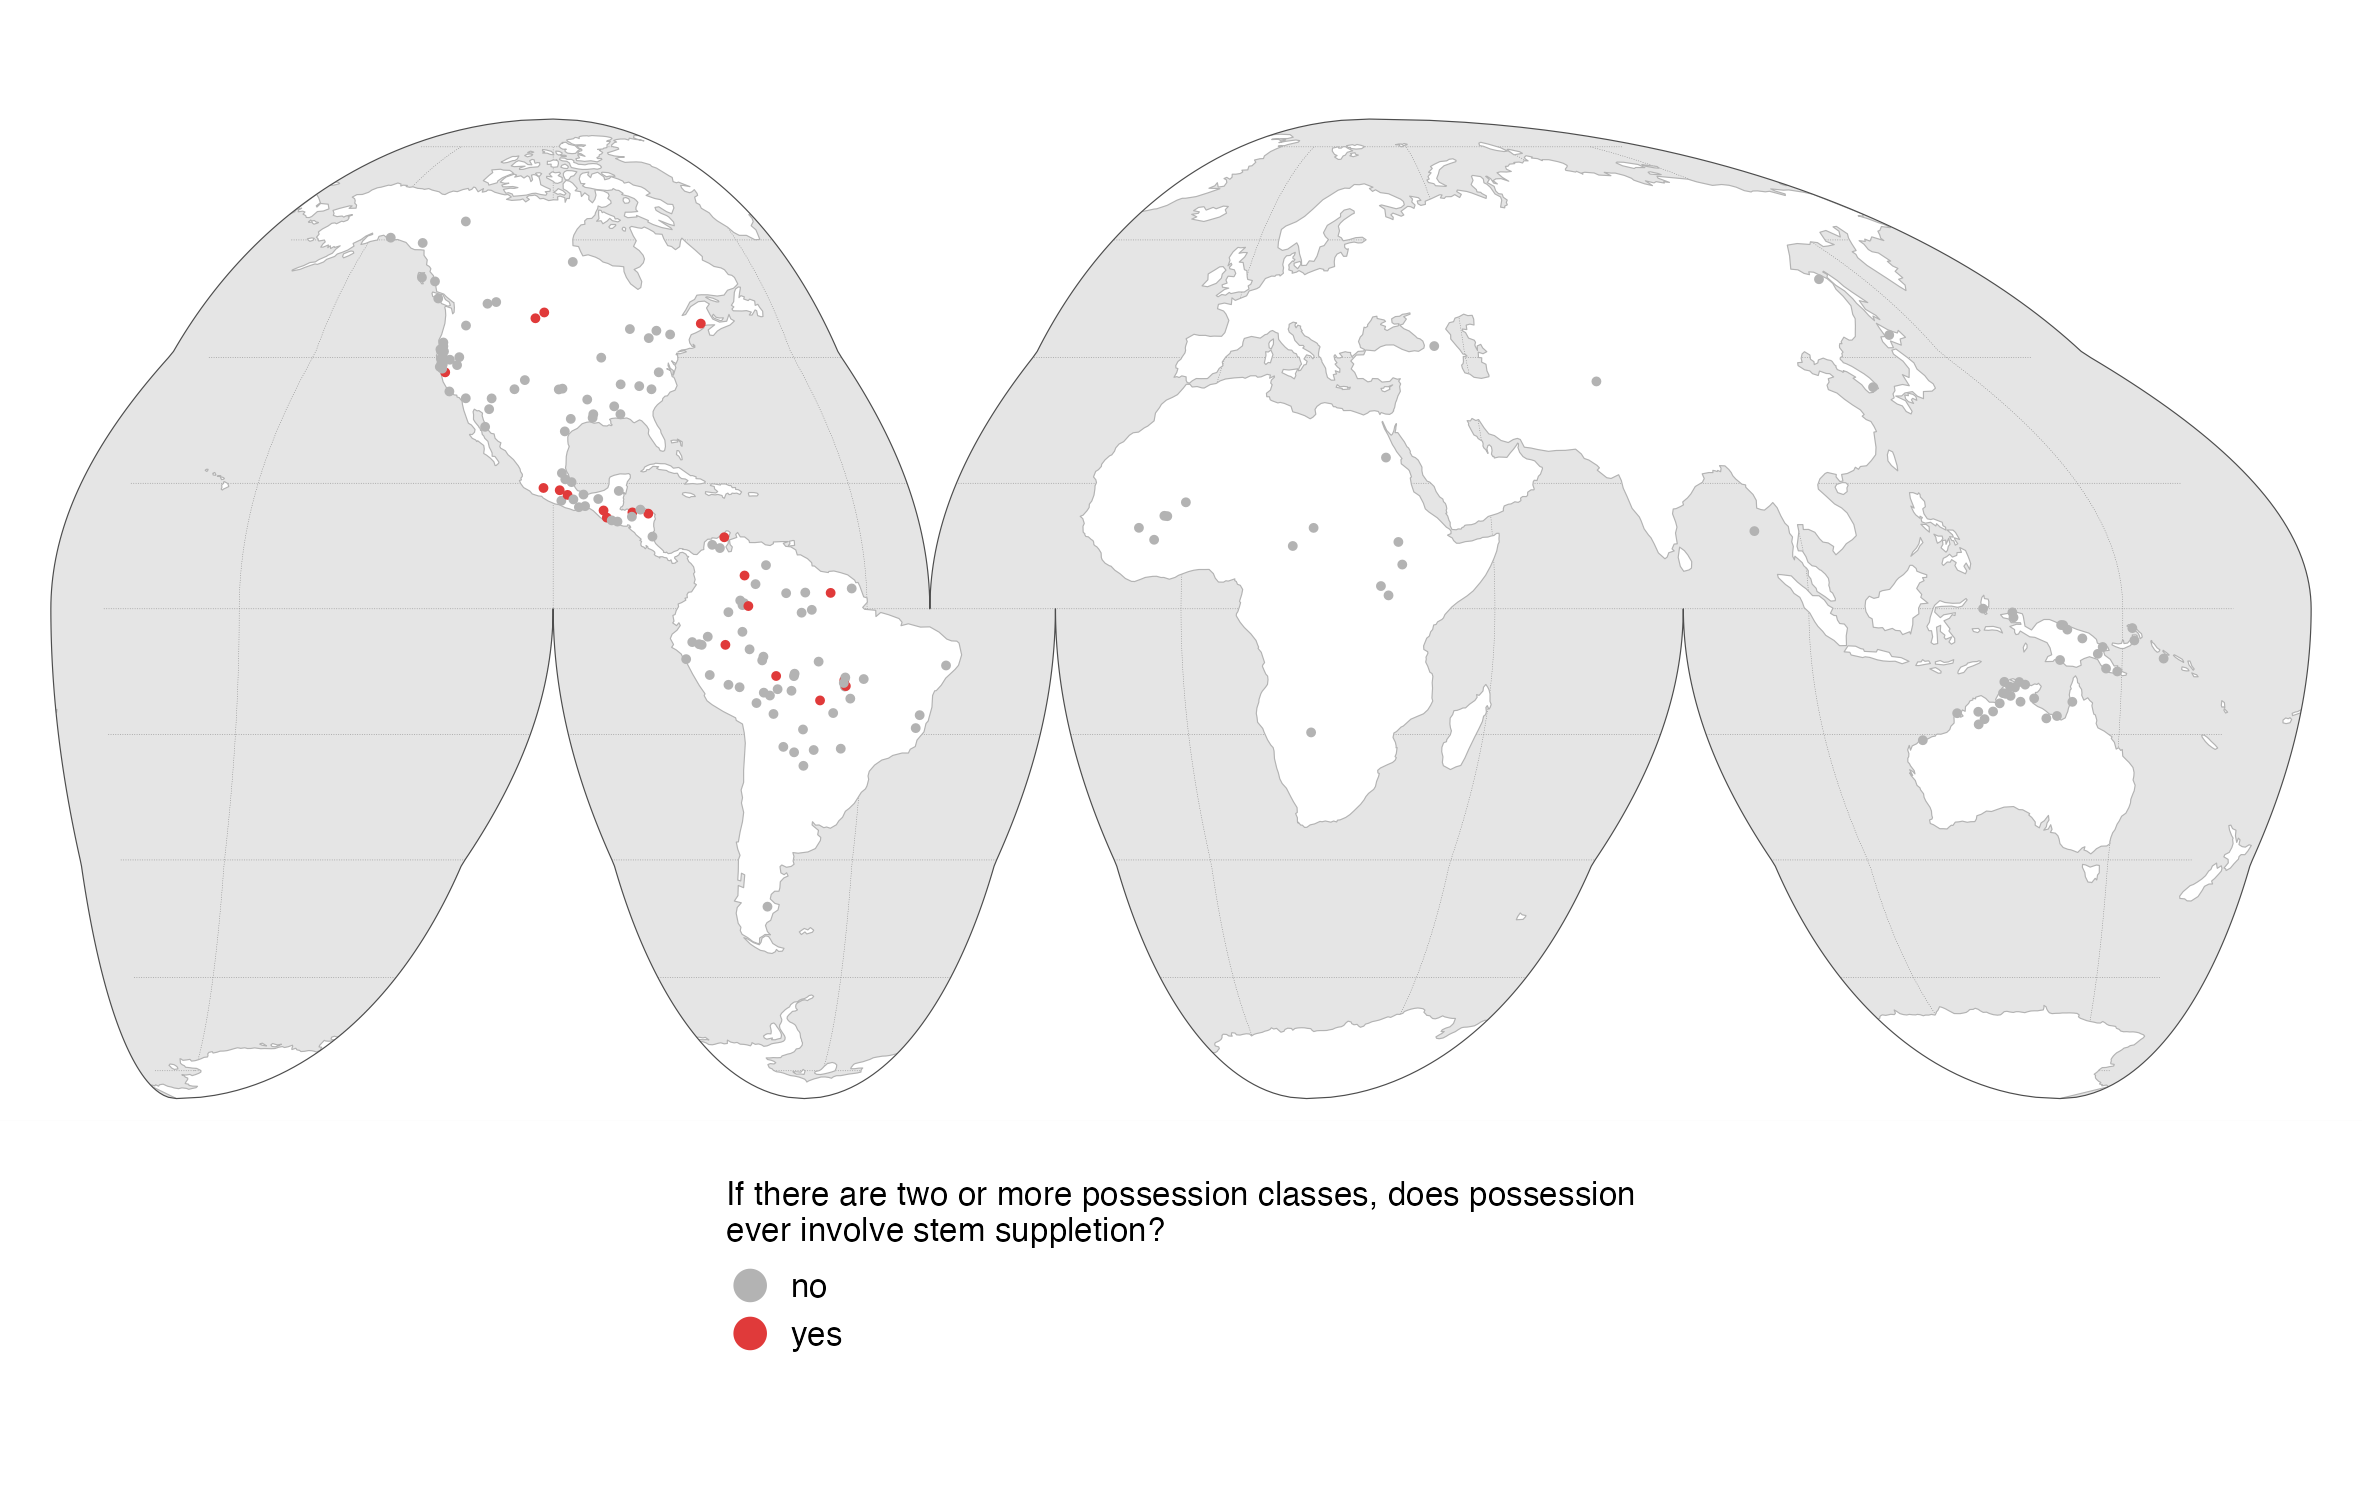 If there are two or more possession classes, does possession
ever involve stem suppletion?
no
yes